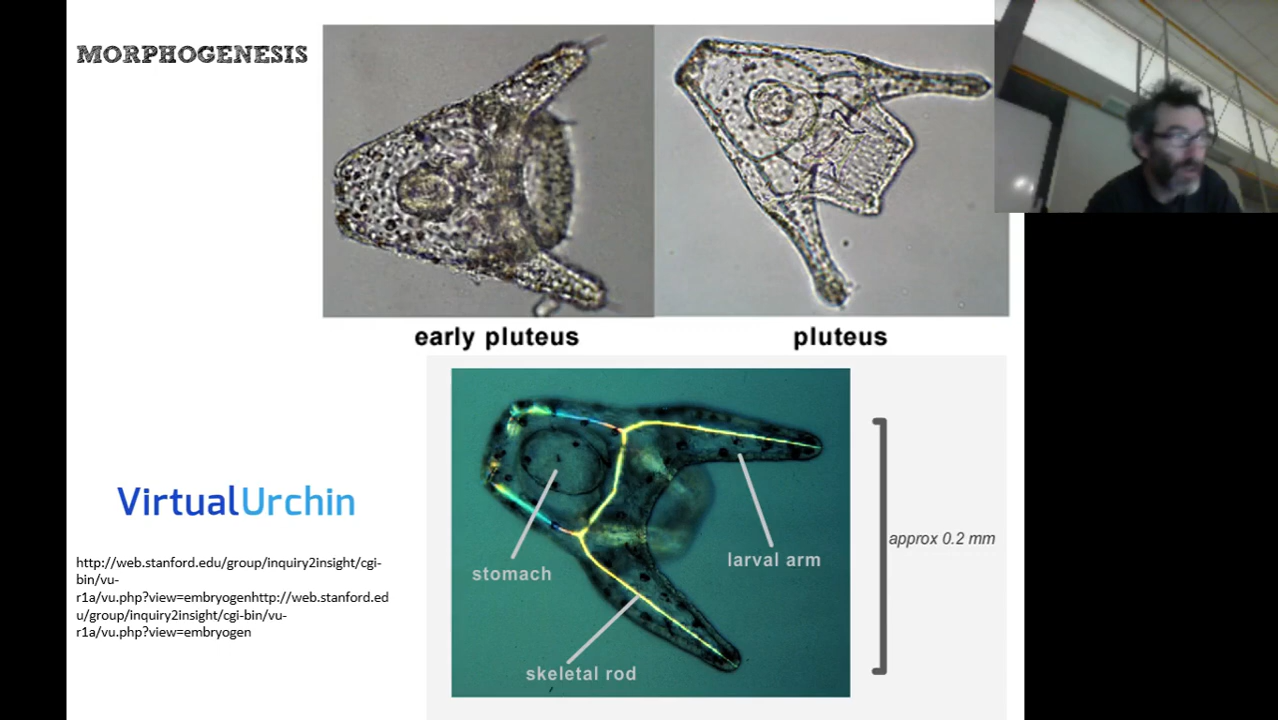 MORPHOGENESIS
early pluteus
pluteus
stomach
larval arm
skeletal rod
approx 0.2 mm
VirtualUrchin
http://web.stanford.edu/group/inquiry2insight/cgi-
bin/vu-
r1a/vu.php?view=embryogenhttp://web.stanford.ed
u/group/inquiry2insight/cgi-bin/vu-
r1a/vu.php?view=embryogen